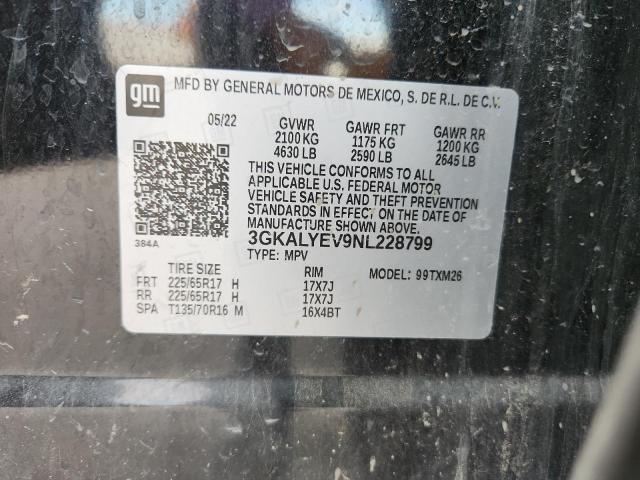 gm MFD BY GENERAL MOTORS DE MEXICO, S. DE R.L. DE C.V.
05/22 GVWR GAWR FRT GAWR RR
2100 KG 1175 KG 1200 KG
4630 LB 2590 LB 2645 LB
THIS VEHICLE CONFORMS TO ALL
APPLICABLE U.S. FEDERAL MOTOR
VEHICLE SAFETY AND THEFT PREVENTION
STANDARDS IN EFFECT ON THE DATE OF
MANUFACTURE SHOWN ABOVE.
384A 3GKALYEV9NL228799
TYPE: MPV
TIRE SIZE RIM MODEL: 99TXM26
FRT 225/65R17 H 17X7J
RR 225/65R17 H 17X7J
SPA T135/70R16 M 16X4BT